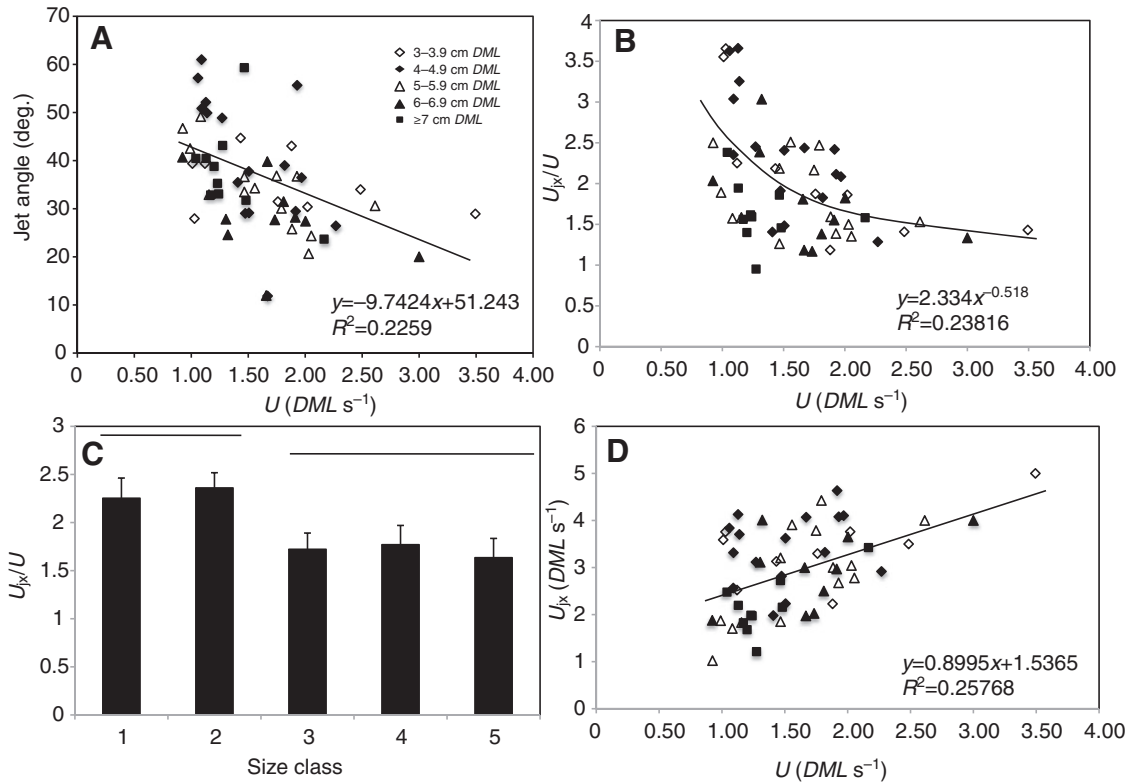 A
Jet angle (deg.)
70
60
50
40
30
20
10
0
3–3.9 cm DML
4–4.9 cm DML
5–5.9 cm DML
6–6.9 cm DML
≥7 cm DML
y=–9.7424x+51.243
R²=0.2259
0 0.50 1.00 1.50 2.00 2.50 3.00 3.50 4.00
U (DML s⁻¹)
B
Ujx/U
4
3.5
3
2.5
2
1.5
1
0.5
0
y=2.334x⁻⁰·⁵¹⁸
R²=0.23816
0 0.50 1.00 1.50 2.00 2.50 3.00 3.50 4.00
U (DML s⁻¹)
C
Ujx/U
3
2.5
2
1.5
1
0.5
0
1 2 3 4 5
Size class
D
Ujx (DML s⁻¹)
6
5
4
3
2
1
0
y=0.8995x+1.5365
R²=0.25768
0 0.50 1.00 1.50 2.00 2.50 3.00 3.50 4.00
U (DML s⁻¹)